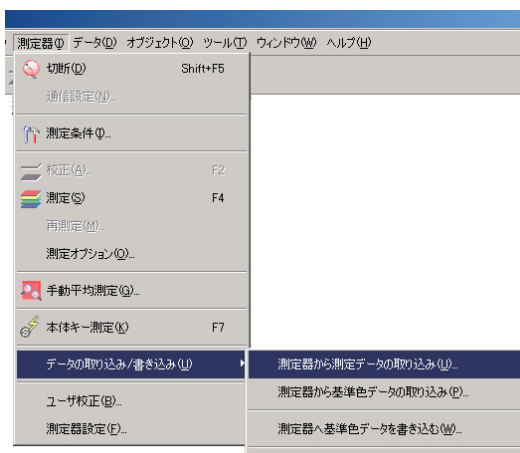 測定器(I) データ(D) オブジェクト(O) ツール(T) ウィンドウ(W) ヘルプ(H)
切断(D) Shift+F5
通信設定(N)...
測定条件(I)...
校正(A)... F2
測定(S) F4
再測定(M)...
測定オプション(O)...
手動平均測定(G)...
本体キー測定(K) F7
データの取り込み/書き込み(U)
測定器から測定データの取り込み(U)...
測定器から基準色データの取り込み(P)...
ユーザ校正(B)...
測定器へ基準色データを書き込む(W)...
測定器設定(F)...